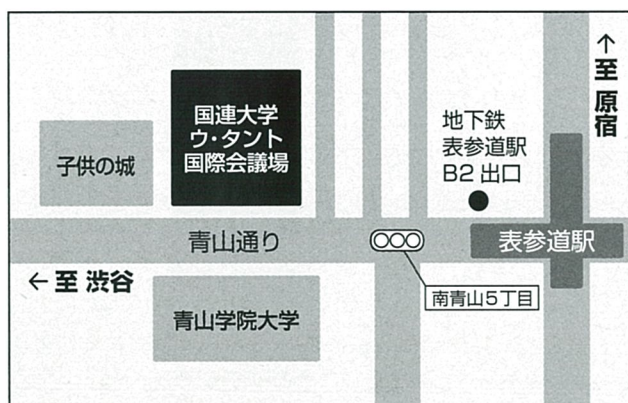 国連大学
ウ・タント
国際会議場
子供の城
地下鉄
表参道駅
B2 出口
↑至 原宿
青山通り
表参道駅
←至 渋谷
南青山5丁目
青山学院大学